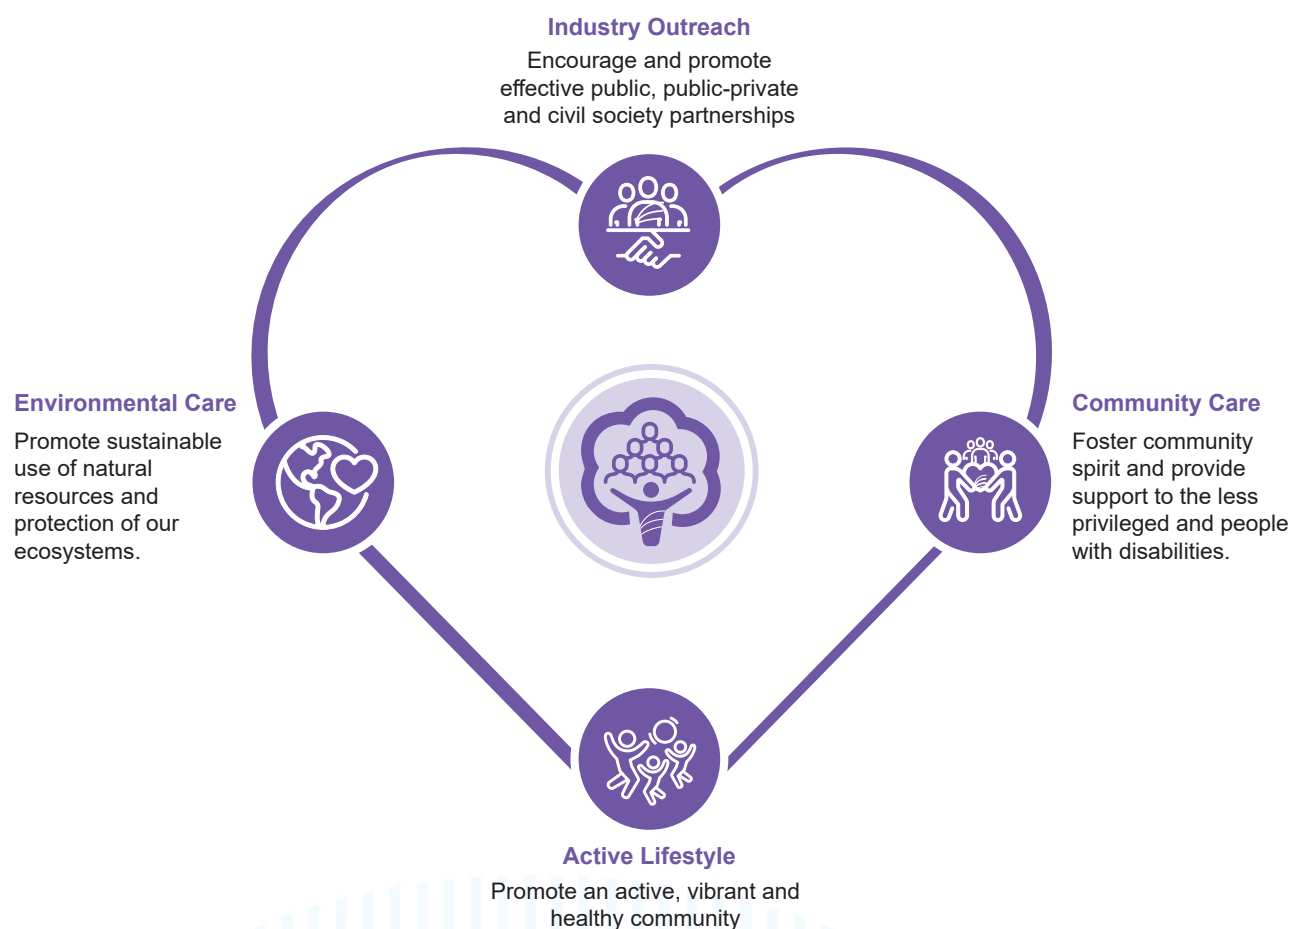 Industry Outreach
Encourage and promote
effective public, public-private
and civil society partnerships
Environmental Care
Promote sustainable
use of natural
resources and
protection of our
ecosystems.
Community Care
Foster community
spirit and provide
support to the less
privileged and people
with disabilities.
Active Lifestyle
Promote an active, vibrant and
healthy community